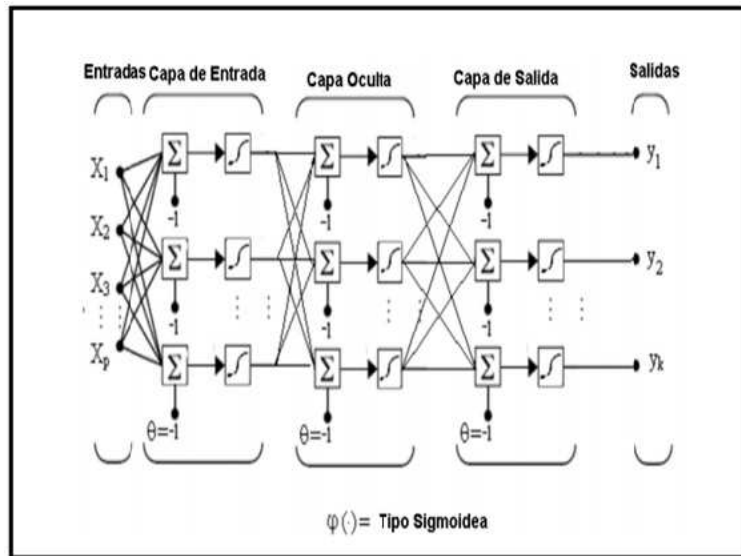 Entradas Capa de Entrada Capa Oculta Capa de Salida Salidas
X1 Σ Σ Σ y1
-1 -1 -1
X2 Σ Σ Σ y2
X3
-1 -1 -1
Xp Σ Σ Σ yk
θ=-1 θ=-1 θ=-1
φ(·)= Tipo Sigmoidea